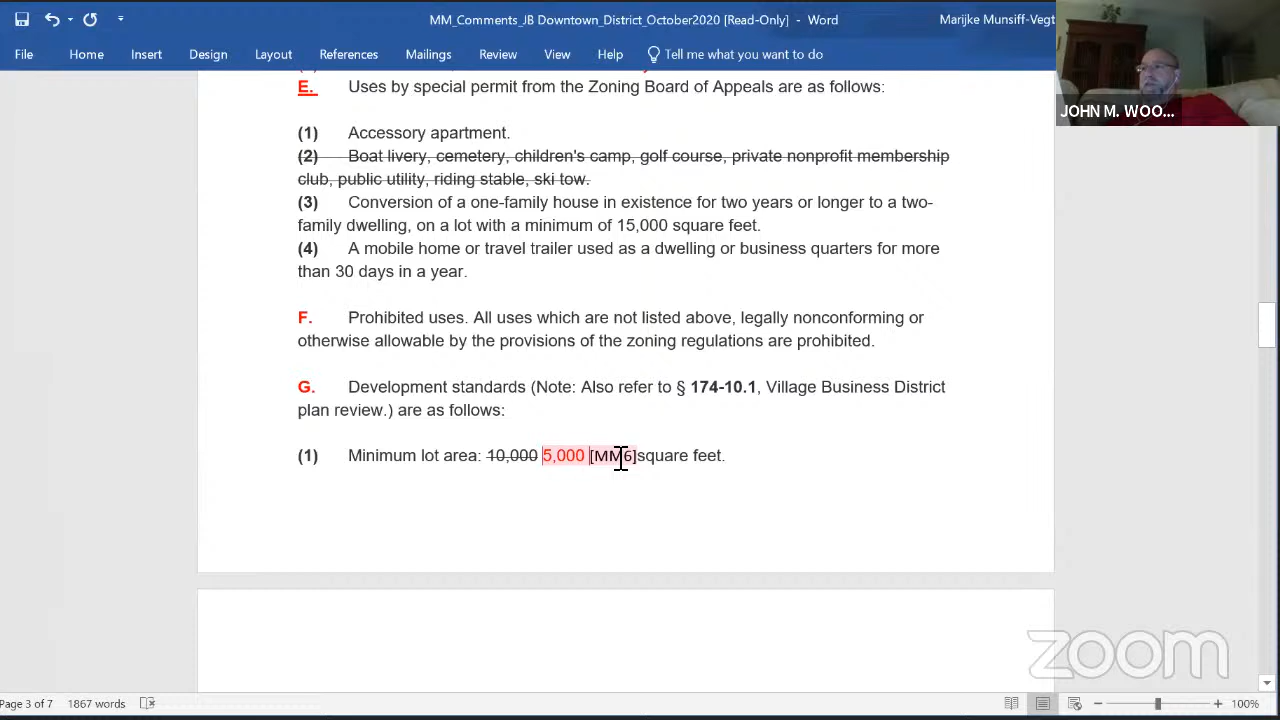 MM_Comments_JB Downtown_District_October2020 [Read-Only] - Word
Marijke Munsiff-Vegt
File Home Insert Design Layout References Mailings Review View Help Tell me what you want to do
JOHN M. WOO...
E. Uses by special permit from the Zoning Board of Appeals are as follows:
(1) Accessory apartment.
(2) Boat livery, cemetery, children's camp, golf course, private nonprofit membership
club, public utility, riding stable, ski tow.
(3) Conversion of a one-family house in existence for two years or longer to a two-
family dwelling, on a lot with a minimum of 15,000 square feet.
(4) A mobile home or travel trailer used as a dwelling or business quarters for more
than 30 days in a year.
F. Prohibited uses. All uses which are not listed above, legally nonconforming or
otherwise allowable by the provisions of the zoning regulations are prohibited.
G. Development standards (Note: Also refer to § 174-10.1, Village Business District
plan review.) are as follows:
(1) Minimum lot area: 10,000 5,000 [MM6]square feet.
zoom
Page 3 of 7 1867 words
100%